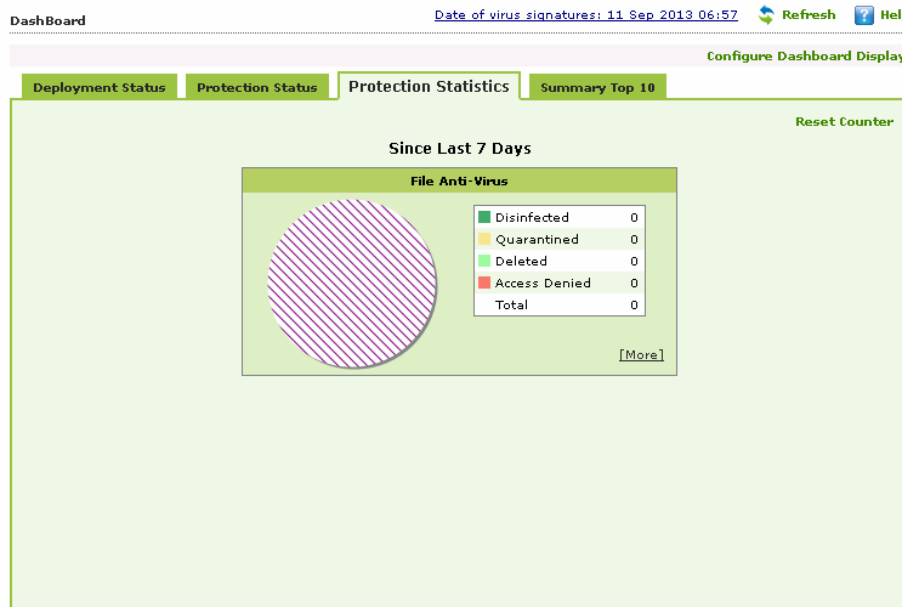 DashBoard
Date of virus signatures: 11 Sep 2013 06:57
Refresh
Hel
Configure Dashboard Display
Deployment Status
Protection Status
Protection Statistics
Summary Top 10
Reset Counter
Since Last 7 Days
File Anti-Virus
Disinfected 0
Quarantined 0
Deleted 0
Access Denied 0
Total 0
[More]